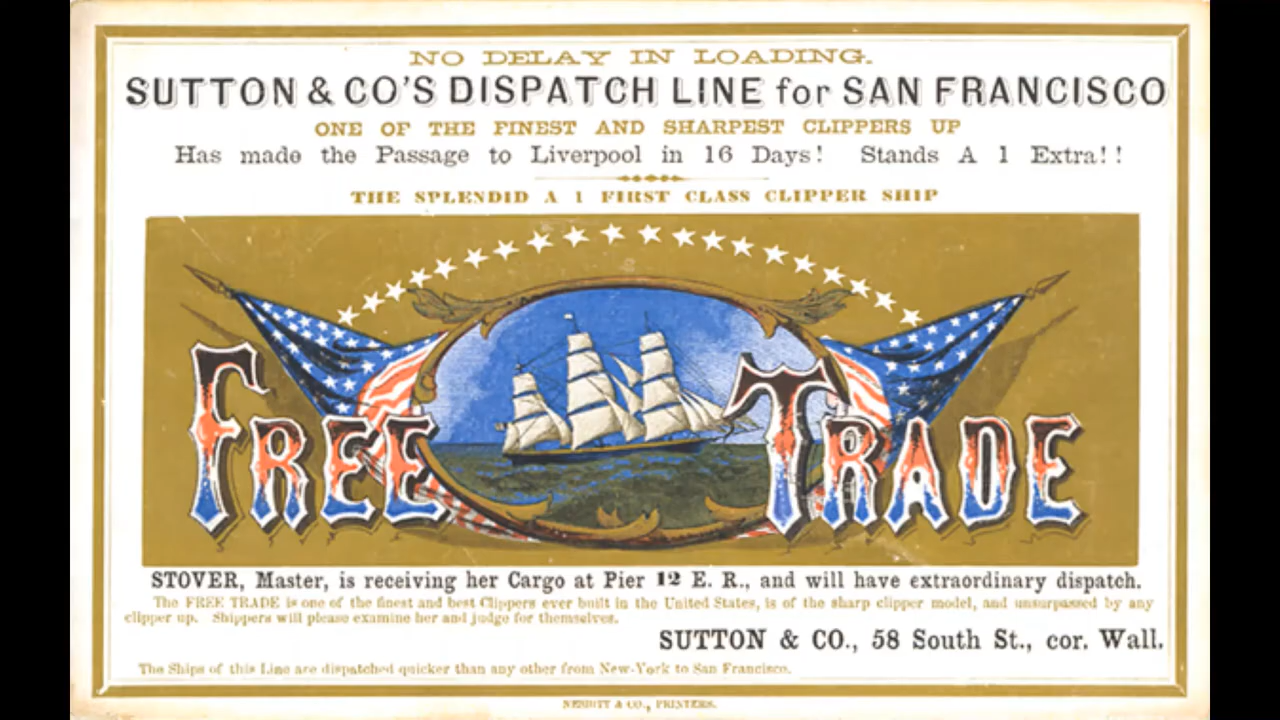 NO DELAY IN LOADING.
SUTTON & CO'S DISPATCH LINE for SAN FRANCISCO
ONE OF THE FINEST AND SHARPEST CLIPPERS UP
Has made the Passage to Liverpool in 16 Days! Stands A 1 Extra!!
THE SPLENDID A 1 FIRST CLASS CLIPPER SHIP
FREE TRADE
STOVER, Master, is receiving her Cargo at Pier 12 E. R., and will have extraordinary dispatch.
The FREE TRADE is one of the finest and best Clippers ever built in the United States, is of the sharp clipper model, and unsurpassed by any
clipper up. Shippers will please examine her and judge for themselves.
SUTTON & CO., 58 South St., cor. Wall.
The Ships of this Line are dispatched quicker than any other from New-York to San Francisco.
NESBITT & CO., PRINTERS.